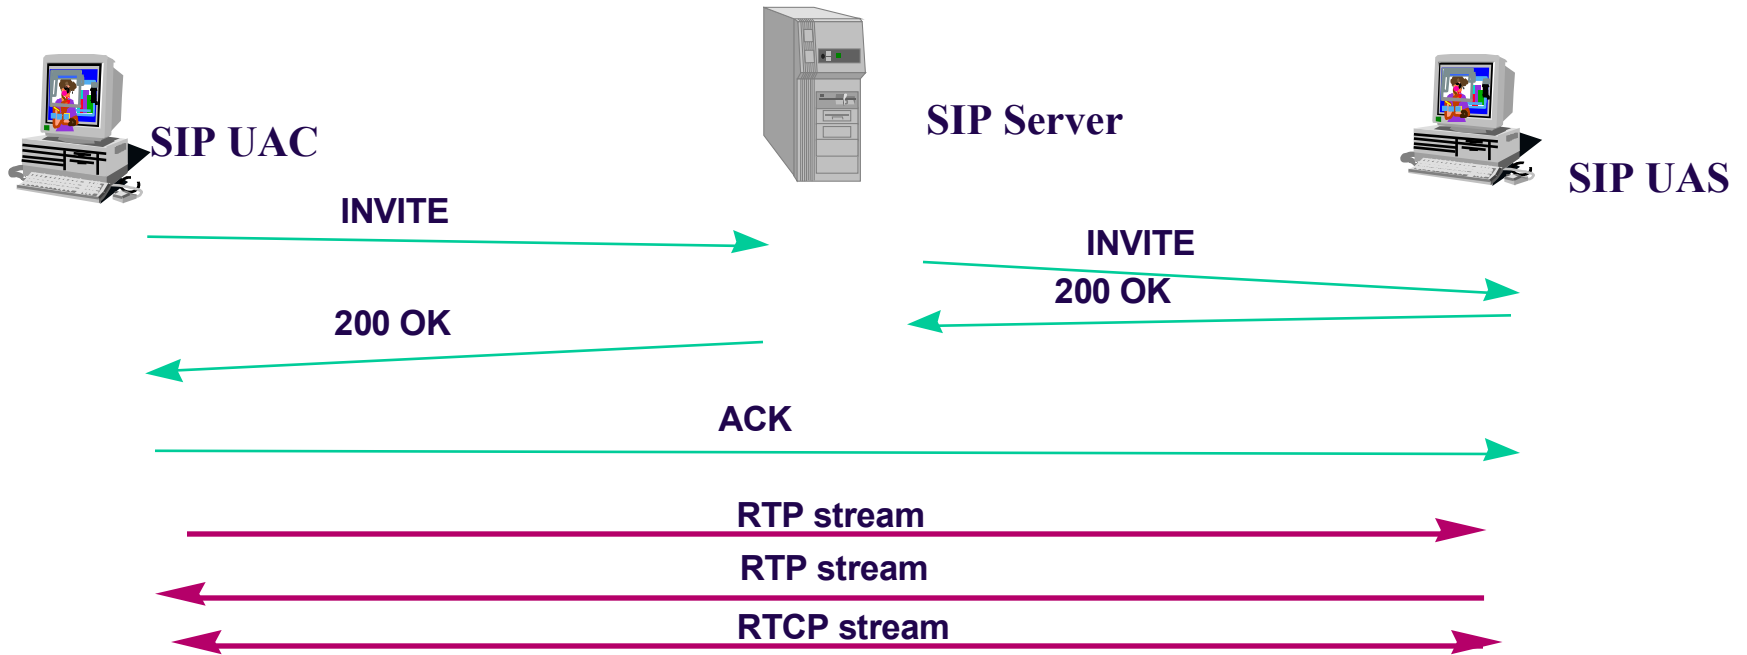 SIP UAC
SIP Server
SIP UAS
INVITE
INVITE
200 OK
200 OK
ACK
RTP stream
RTP stream
RTCP stream